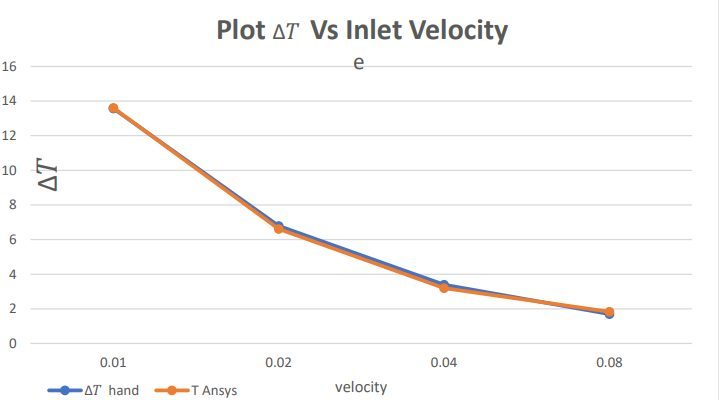 Plot ΔT Vs Inlet Velocity
e
16
14
12
10
8
6
4
2
0
ΔT
0.01 0.02 0.04 0.08
velocity
ΔT hand T Ansys